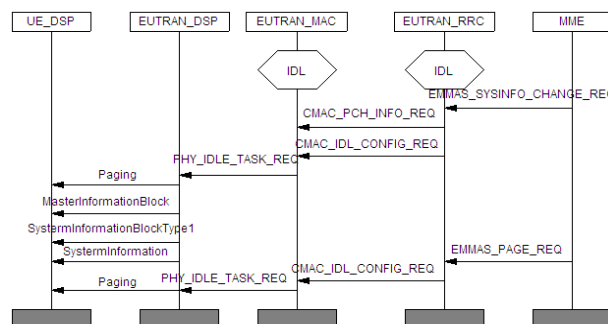 UE_DSP EUTRAN_DSP EUTRAN_MAC EUTRAN_RRC MME
IDL IDL
EMMAS_SYSINFO_CHANGE_REQ
CMAC_PCH_INFO_REQ
CMAC_IDL_CONFIG_REQ
PHY_IDLE_TASK_REQ
Paging
MasterInformationBlock
SystermInformationBlockType1
SystermInformation
EMMAS_PAGE_REQ
CMAC_IDL_CONFIG_REQ
PHY_IDLE_TASK_REQ
Paging